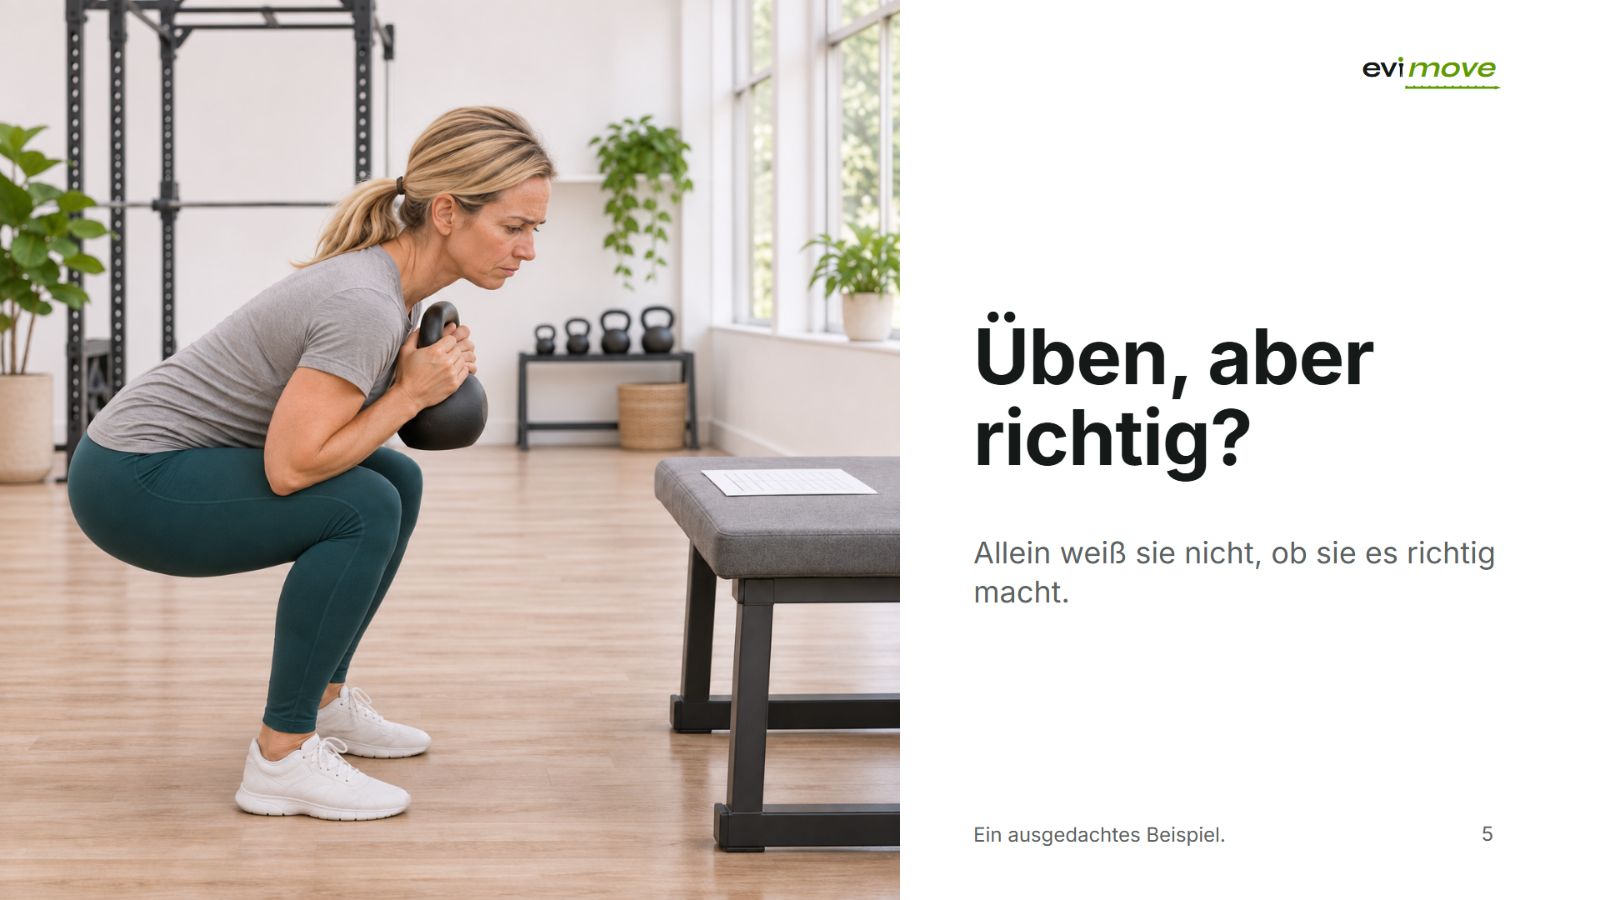 evimove
Üben, aber
richtig?
Allein weiß sie nicht, ob sie es richtig
macht.
Ein ausgedachtes Beispiel.
5